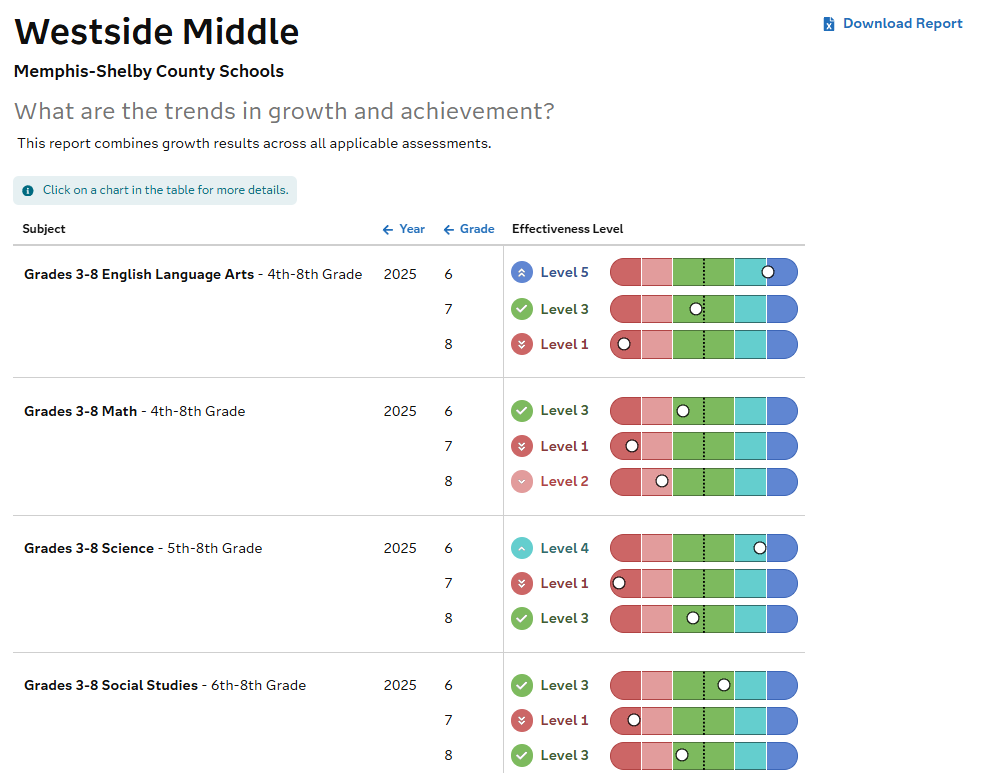 Westside Middle
Download Report
Memphis-Shelby County Schools
What are the trends in growth and achievement?
This report combines growth results across all applicable assessments.
Click on a chart in the table for more details.
Subject Year Grade Effectiveness Level
Grades 3-8 English Language Arts - 4th-8th Grade 2025 6 Level 5
7 Level 3
8 Level 1
Grades 3-8 Math - 4th-8th Grade 2025 6 Level 3
7 Level 1
8 Level 2
Grades 3-8 Science - 5th-8th Grade 2025 6 Level 4
7 Level 1
8 Level 3
Grades 3-8 Social Studies - 6th-8th Grade 2025 6 Level 3
7 Level 1
8 Level 3